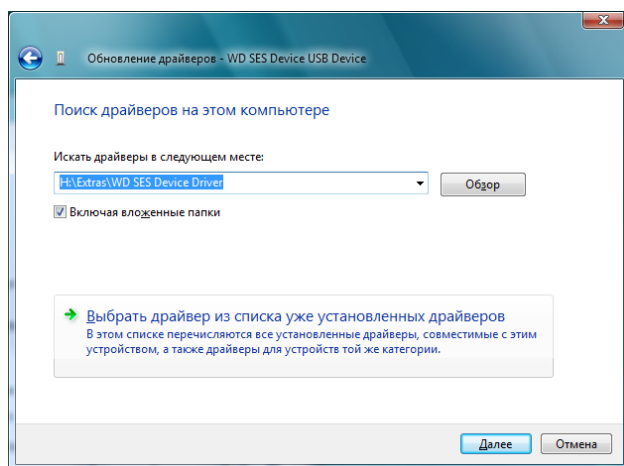 Обновление драйверов - WD SES Device USB Device
Поиск драйверов на этом компьютере
Искать драйверы в следующем месте:
H:\Extras\WD SES Device Driver
Обзор
Включая вложенные папки
Выбрать драйвер из списка уже установленных драйверов
В этом списке перечисляются все установленные драйверы, совместимые с этим
устройством, а также драйверы для устройств той же категории.
Далее
Отмена